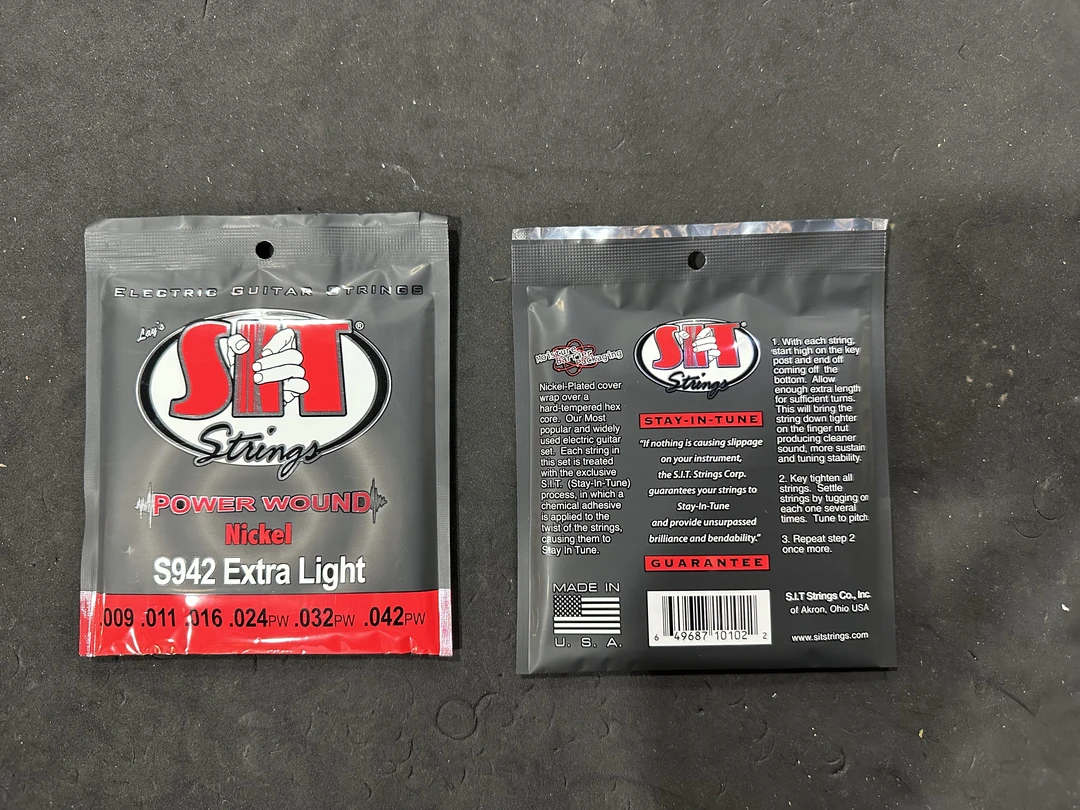 ELECTRIC GUITAR STRINGS
Lay's
SIT®
Strings
POWER WOUND
Nickel
S942 Extra Light
.009 .011 .016 .024PW .032PW .042PW
Moisture
Barrier
Packaging
Nickel-Plated cover
wrap over a
hard-tempered hex
core. Our Most
popular and widely
used electric guitar
set. Each string in
this set is treated
with the exclusive
S.I.T. (Stay-In-Tune)
process, in which a
chemical adhesive
is applied to the
twist of the strings,
causing them to
Stay In Tune.
MADE IN
U. S. A.
SIT®
Strings
STAY-IN-TUNE
"If nothing is causing slippage
on your instrument,
the S.I.T. Strings Corp.
guarantees your strings to
Stay-In-Tune
and provide unsurpassed
brilliance and bendability."
GUARANTEE
6 49687 10102 2
1. With each string,
start high on the key
post and end off
coming off the
bottom. Allow
enough extra length
for sufficient turns.
This will bring the
string down tighter
on the finger nut
producing cleaner
sound, more sustain
and tuning stability.
2. Key tighten all
strings. Settle
strings by tugging on
each one several
times. Tune to pitch
3. Repeat step 2
once more.
S.I.T Strings Co., Inc.
of Akron, Ohio USA
www.sitstrings.com